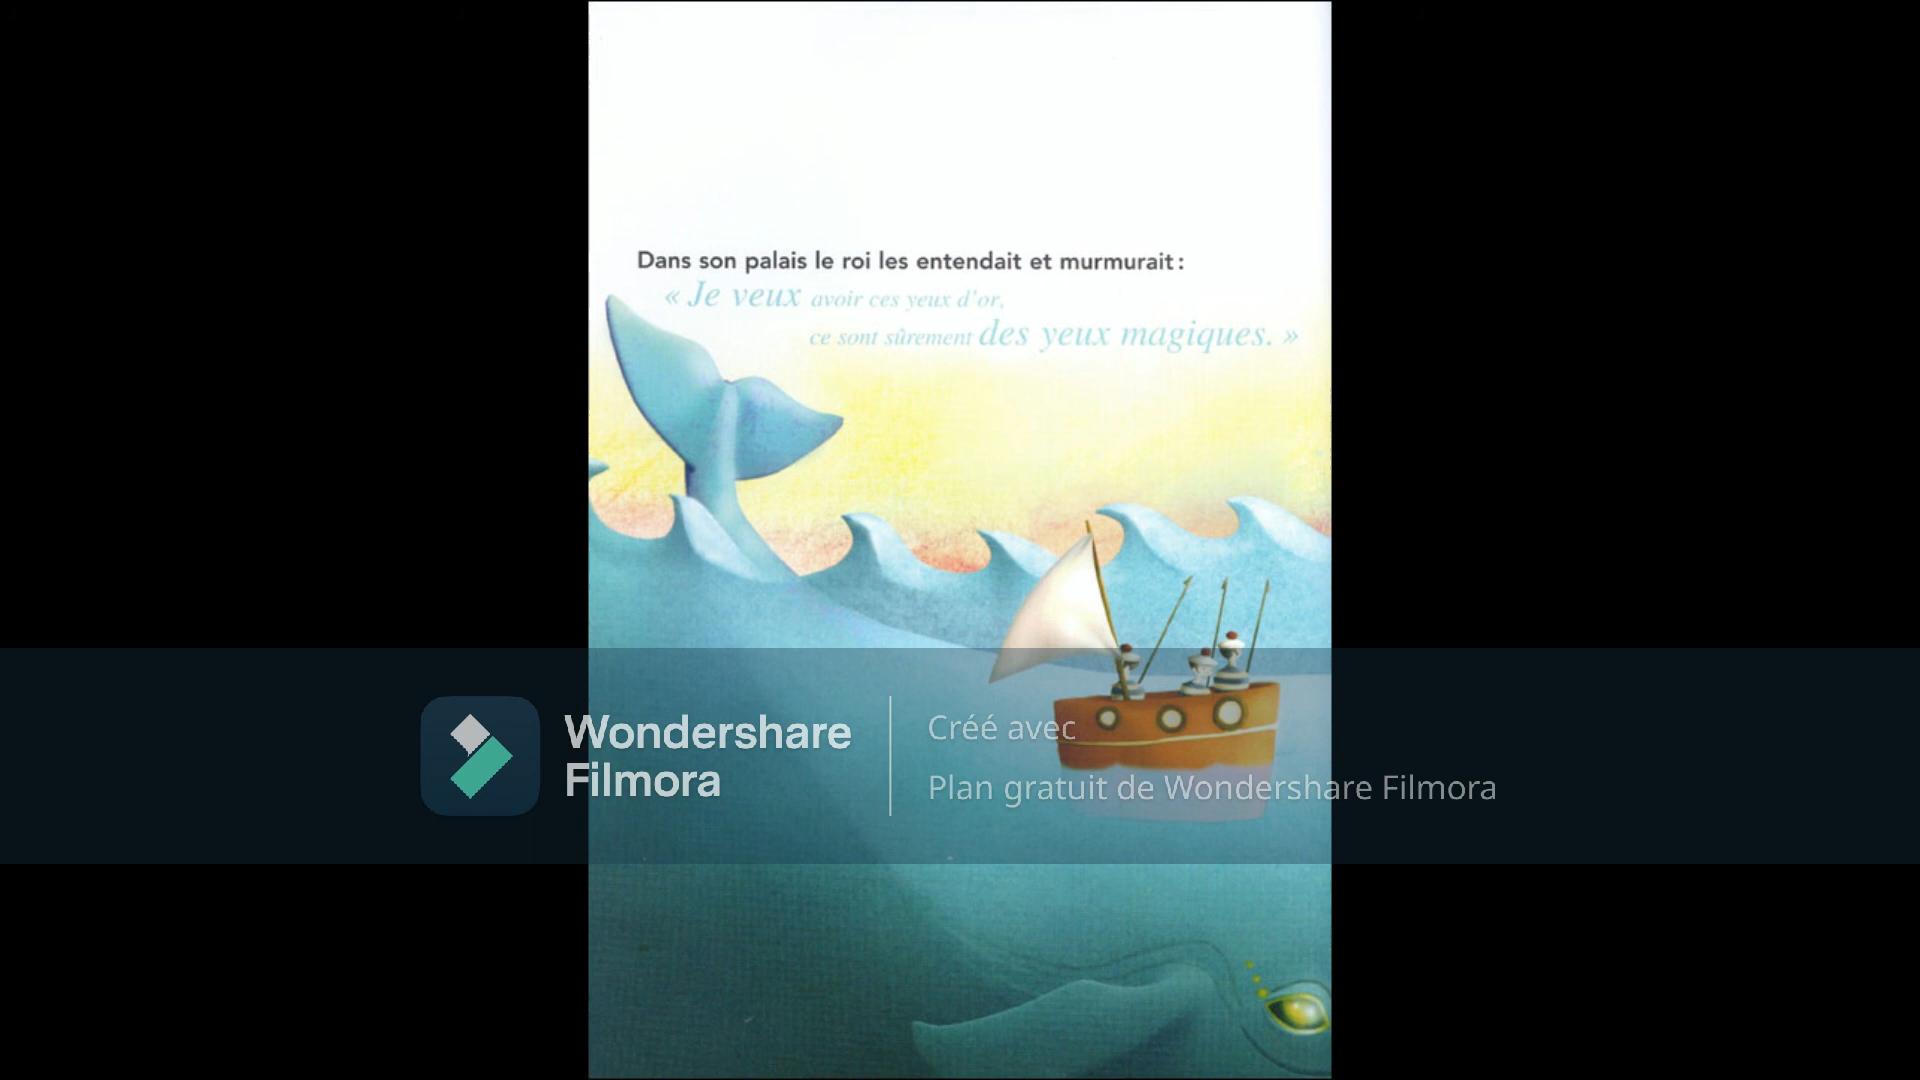 Dans son palais le roi les entendait et murmurait :
« Je veux avoir ces yeux d'or,
ce sont sûrement des yeux magiques. »
Wondershare
Filmora
Créé avec
Plan gratuit de Wondershare Filmora